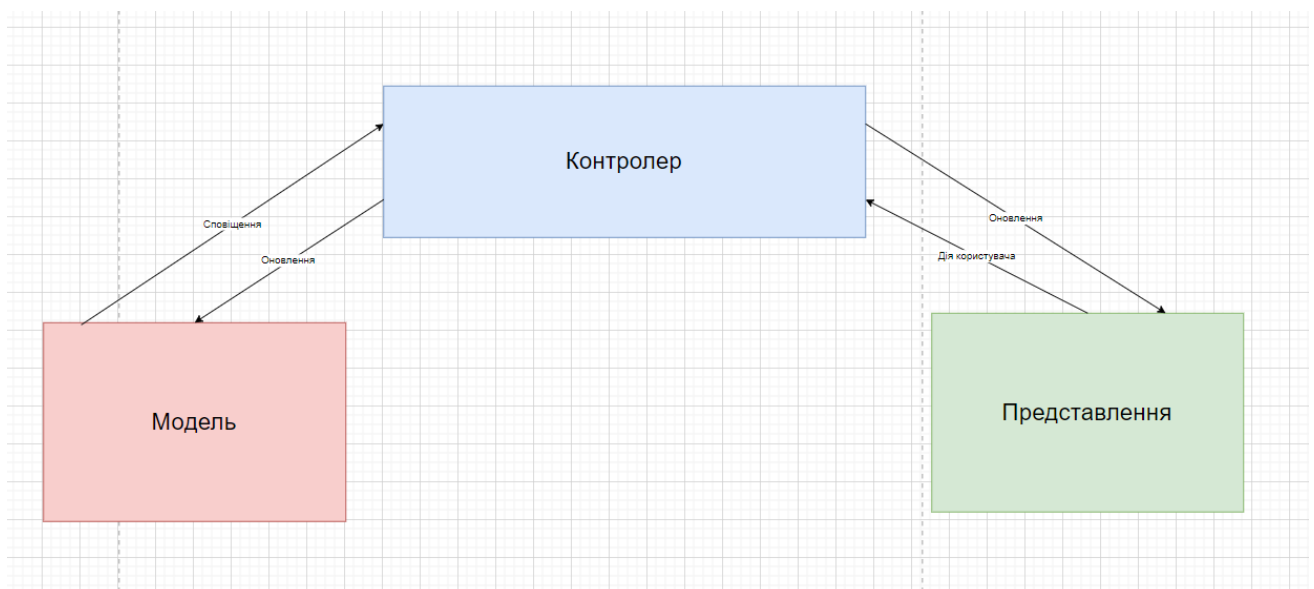 Контролер
Сповіщення
Оновлення
Оновлення
Дія користувача
Модель
Представлення